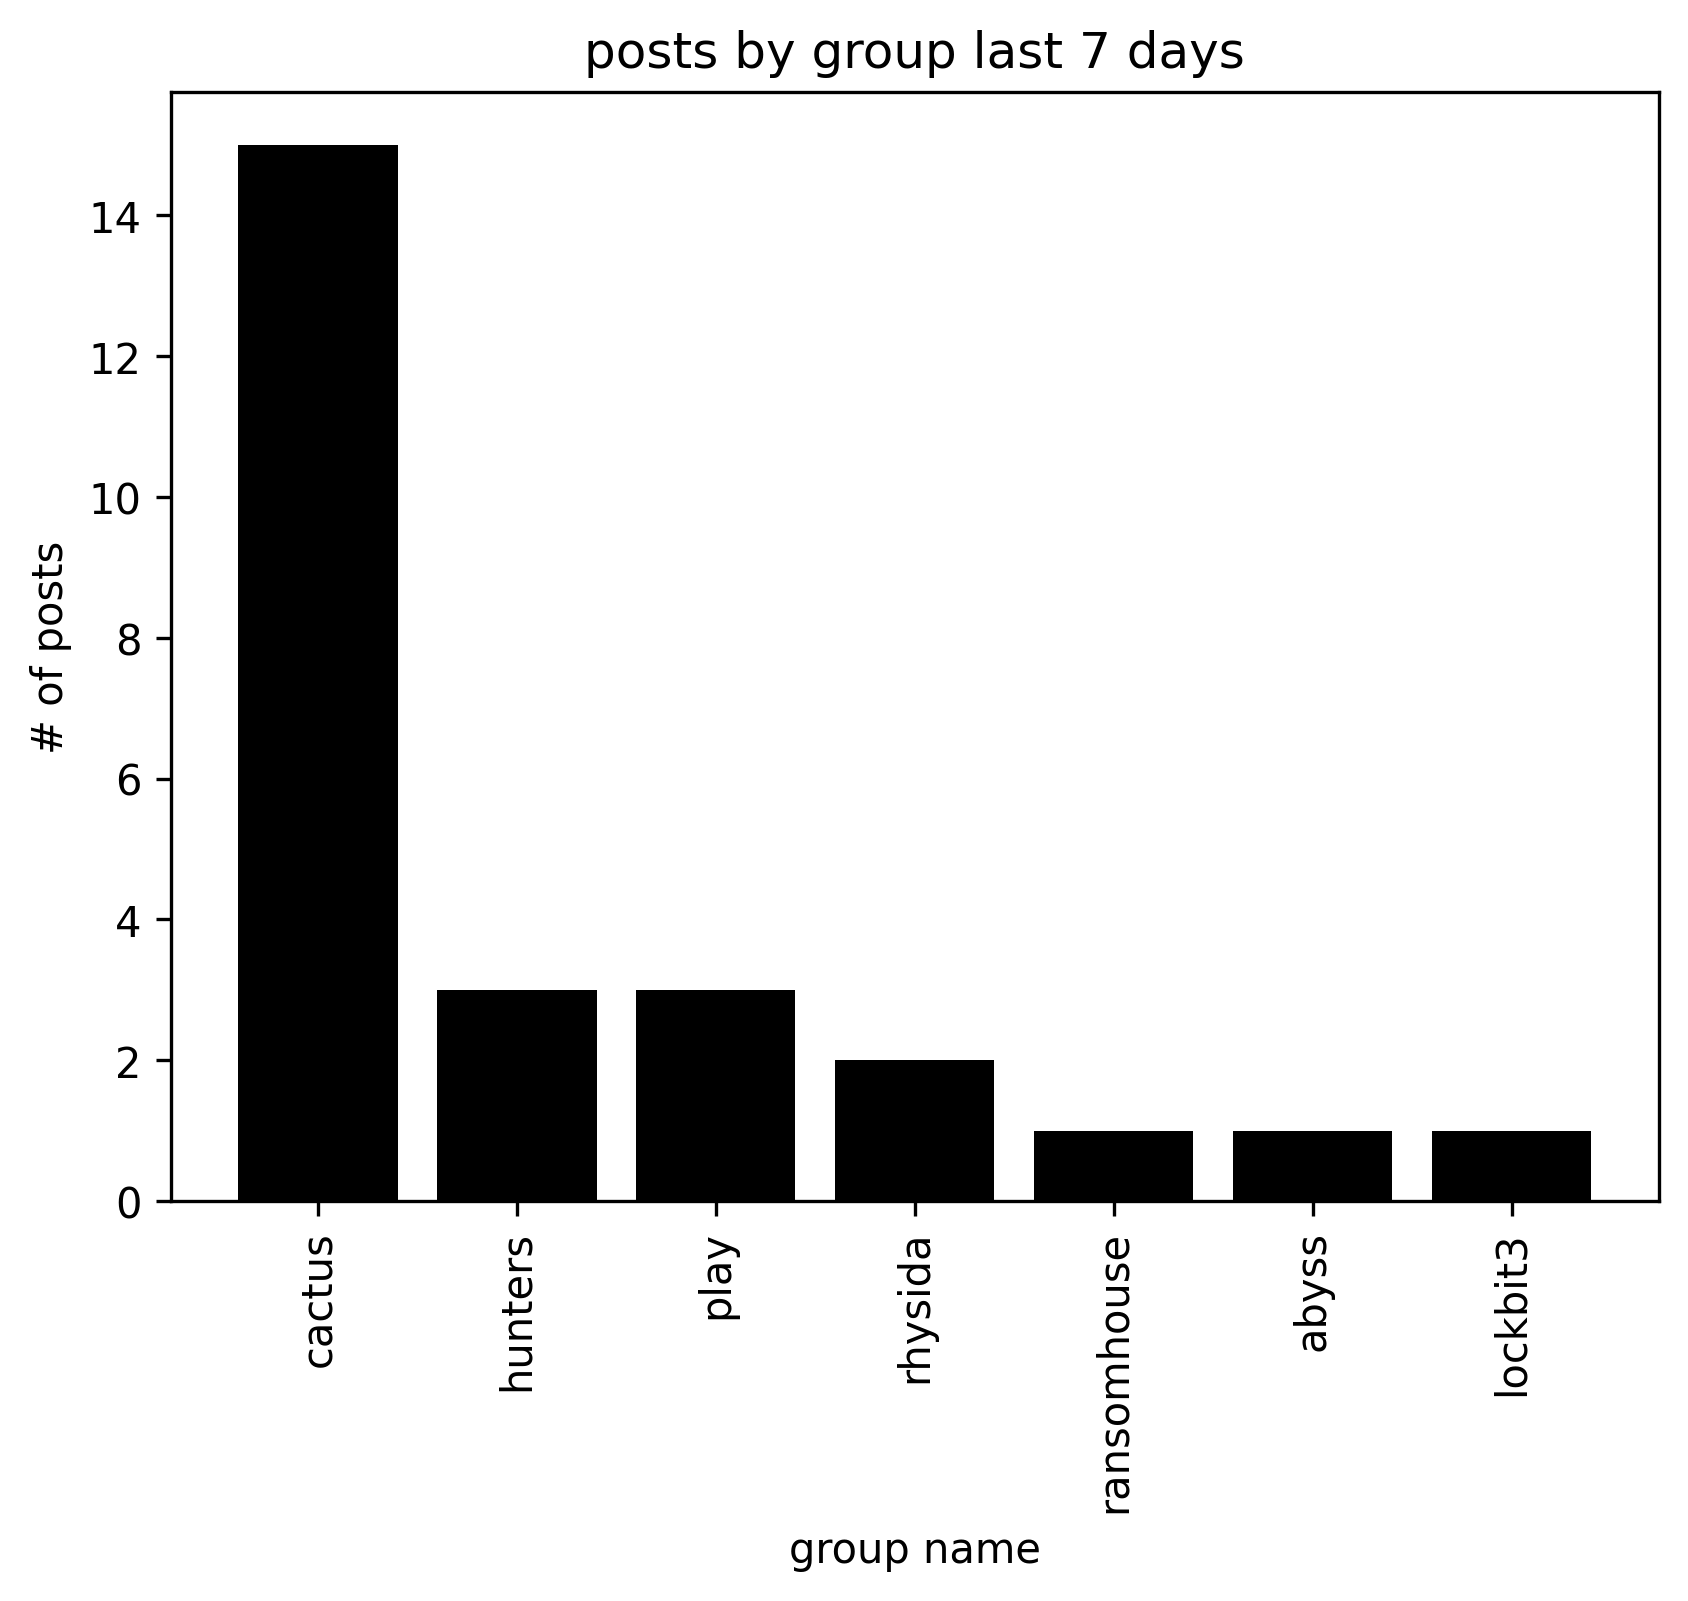 posts by group last 7 days
# of posts
14
12
10
8
6
4
2
0
cactus
hunters
play
rhysida
ransomhouse
abyss
lockbit3
group name